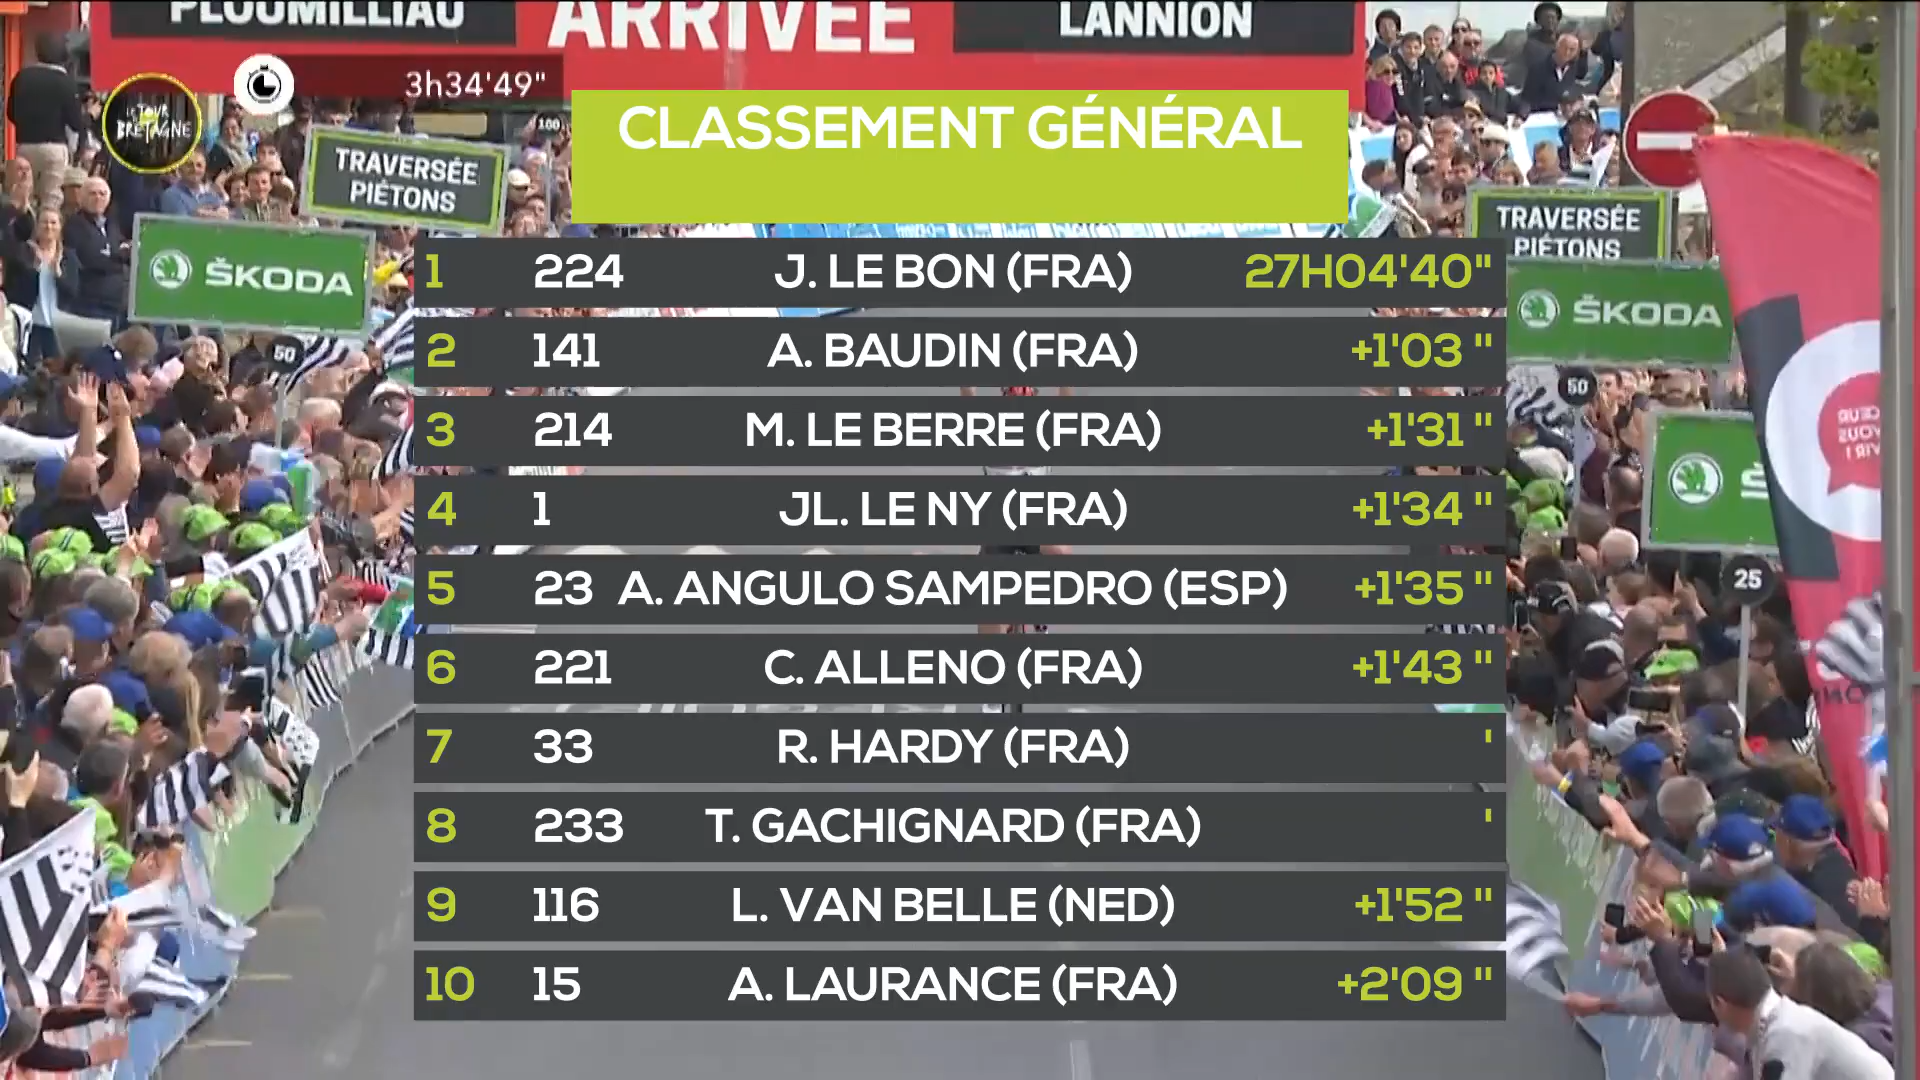 PLOUMILLIAU
ARRIVÉE
LANNION
3h34'49"
LE TOUR
BRETAGNE
CLASSEMENT GÉNÉRAL
100
TRAVERSÉE
PIÉTONS
TRAVERSÉE
PIÉTONS
ŠKODA
ŠKODA
1 224 J. LE BON (FRA) 27H04'40"
2 141 A. BAUDIN (FRA) +1'03 "
50
50
3 214 M. LE BERRE (FRA) +1'31 "
4 1 JL. LE NY (FRA) +1'34 "
Š
5 23 A. ANGULO SAMPEDRO (ESP) +1'35 "
25
6 221 C. ALLENO (FRA) +1'43 "
7 33 R. HARDY (FRA) '
8 233 T. GACHIGNARD (FRA) '
9 116 L. VAN BELLE (NED) +1'52 "
10 15 A. LAURANCE (FRA) +2'09 "